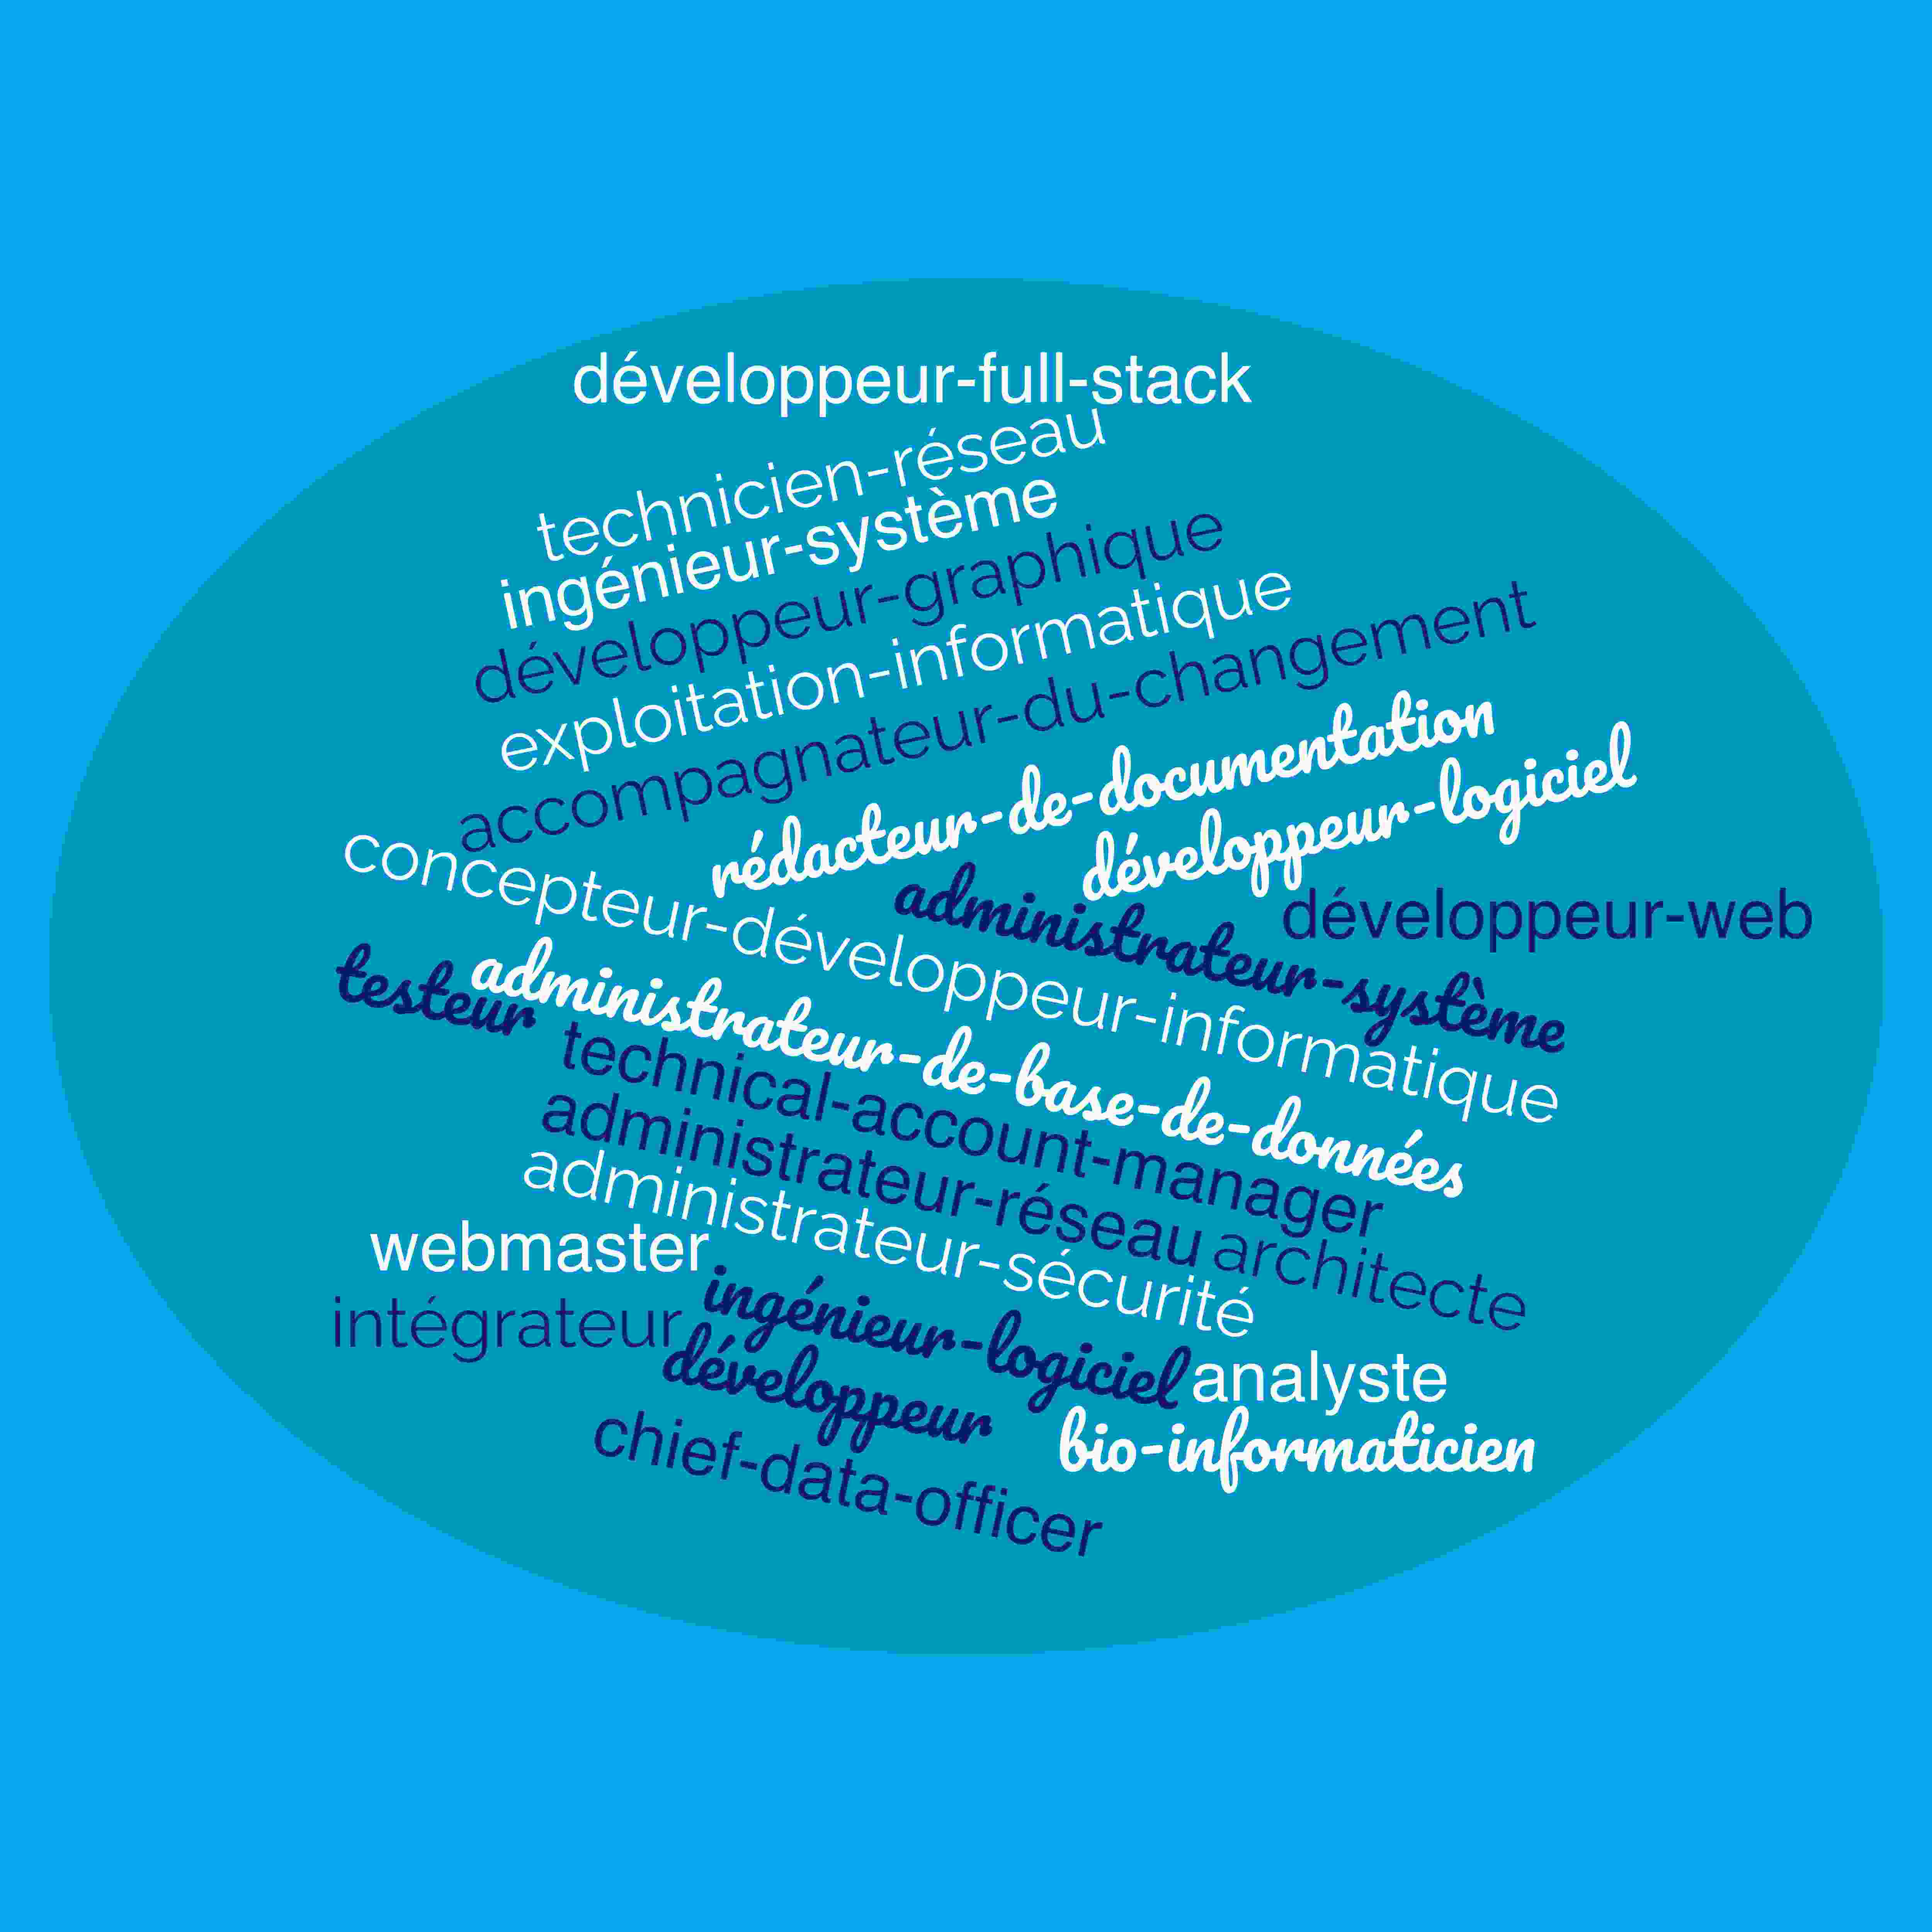 développeur-full-stack
technicien-réseau
ingénieur-système
développeur-graphique
exploitation-informatique
accompagnateur-du-changement
rédacteur-de-documentation
développeur-logiciel
concepteur-développeur-informatique
administrateur-système
développeur-web
testeur
administrateur-de-base-de-données
technical-account-manager
administrateur-réseau
architecte
administrateur-sécurité
webmaster
intégrateur
ingénieur-logiciel
développeur
analyste
bio-informaticien
chief-data-officer